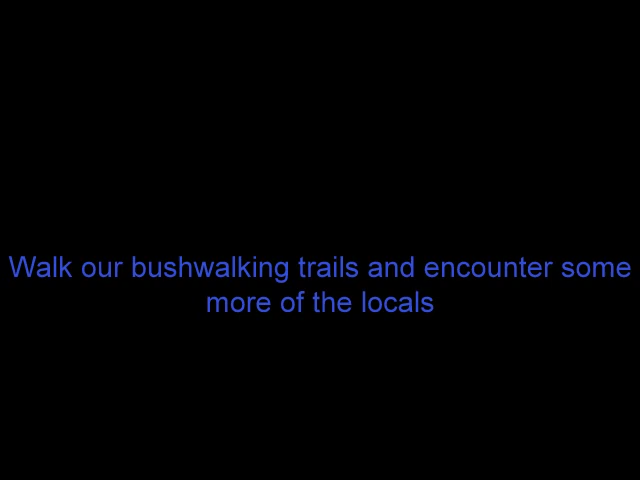 Walk our bushwalking trails and encounter some
more of the locals